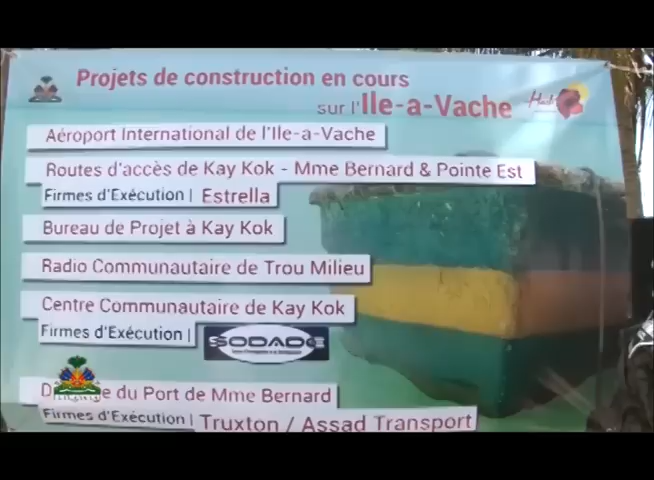 Projets de construction en cours
sur l'Ile-a-Vache
Haïti
Aéroport International de l'Ile-a-Vache
Routes d'accès de Kay Kok - Mme Bernard & Pointe Est
Firmes d'Exécution | Estrella
Bureau de Projet à Kay Kok
Radio Communautaire de Trou Milieu
Centre Communautaire de Kay Kok
Firmes d'Exécution | SODADE
du Port de Mme Bernard
Firmes d'Exécution | Truxton / Assad Transport